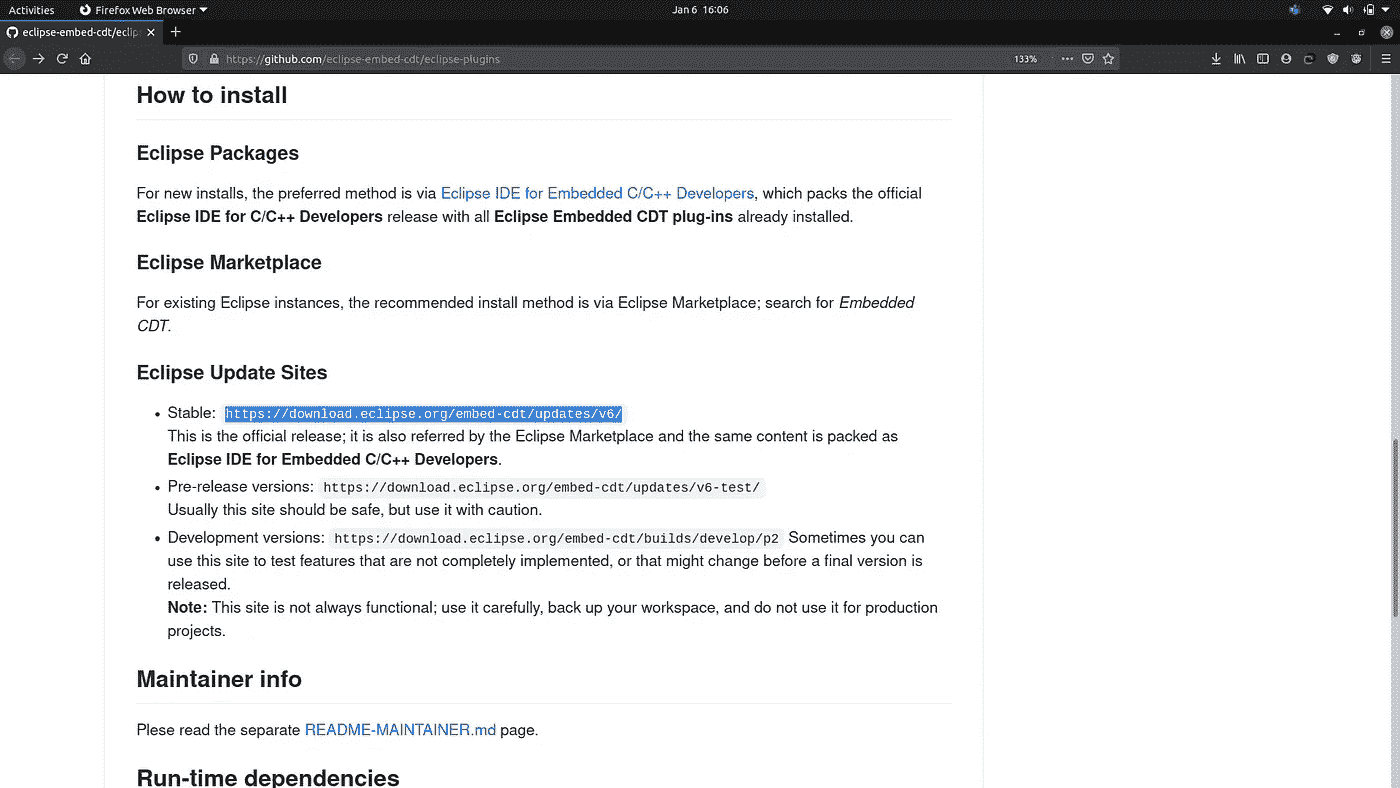 Activities
Firefox Web Browser
Jan 6 16:06
eclipse-embed-cdt/eclip
https://github.com/eclipse-embed-cdt/eclipse-plugins
133%
How to install
Eclipse Packages
For new installs, the preferred method is via Eclipse IDE for Embedded C/C++ Developers, which packs the official
Eclipse IDE for C/C++ Developers release with all Eclipse Embedded CDT plug-ins already installed.
Eclipse Marketplace
For existing Eclipse instances, the recommended install method is via Eclipse Marketplace; search for Embedded
CDT.
Eclipse Update Sites
• Stable: https://download.eclipse.org/embed-cdt/updates/v6/
This is the official release; it is also referred by the Eclipse Marketplace and the same content is packed as
Eclipse IDE for Embedded C/C++ Developers.
• Pre-release versions: https://download.eclipse.org/embed-cdt/updates/v6-test/
Usually this site should be safe, but use it with caution.
• Development versions: https://download.eclipse.org/embed-cdt/builds/develop/p2 Sometimes you can
use this site to test features that are not completely implemented, or that might change before a final version is
released.
Note: This site is not always functional; use it carefully, back up your workspace, and do not use it for production
projects.
Maintainer info
Plese read the separate README-MAINTAINER.md page.
Run-time dependencies